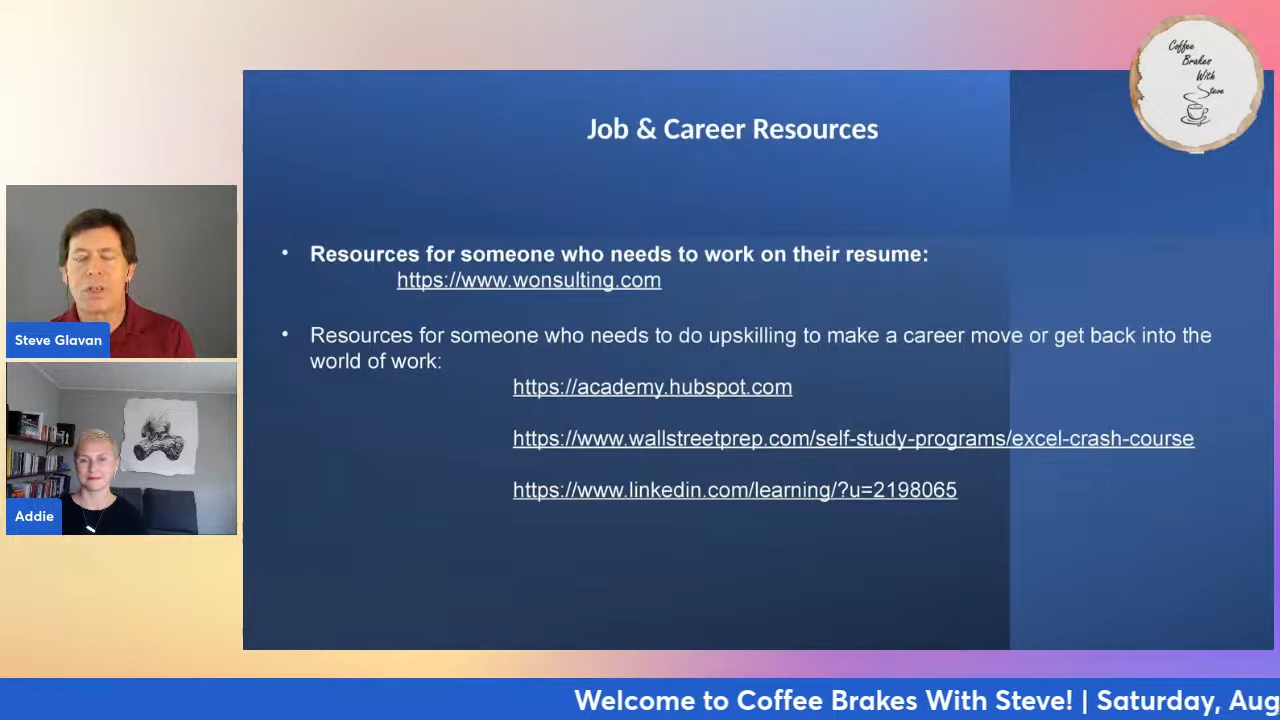 Coffee
Brakes
With
Steve
Job & Career Resources
• Resources for someone who needs to work on their resume:
https://www.wonsulting.com
• Resources for someone who needs to do upskilling to make a career move or get back into the
world of work:
https://academy.hubspot.com
https://www.wallstreetprep.com/self-study-programs/excel-crash-course
https://www.linkedin.com/learning/?u=2198065
Steve Glavan
Addie
Welcome to Coffee Brakes With Steve! | Saturday, Aug